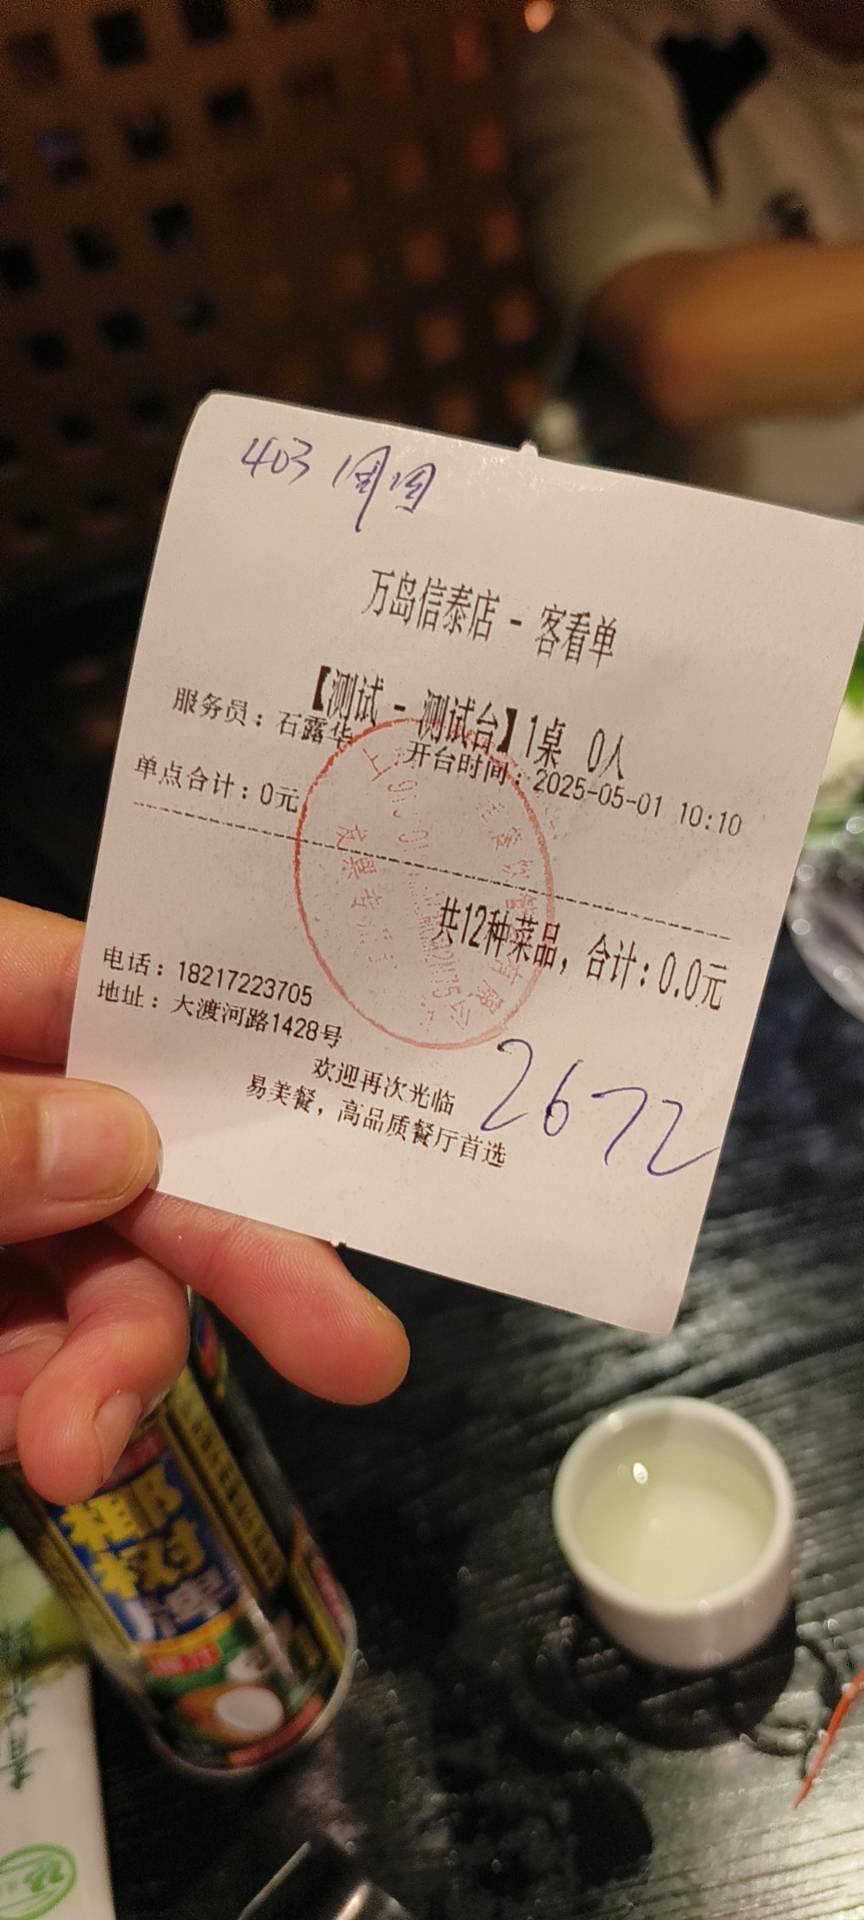 403
万岛信泰店 - 客看单
【测试 - 测试台】1桌 0人
服务员：石露华 开台时间：2025-05-01 10:10
单点合计：0元
共12种菜品，合计：0.0元
电话：18217223705
地址：大渡河路1428号
欢迎再次光临
易美餐，高品质餐厅首选
2672
椰树牌